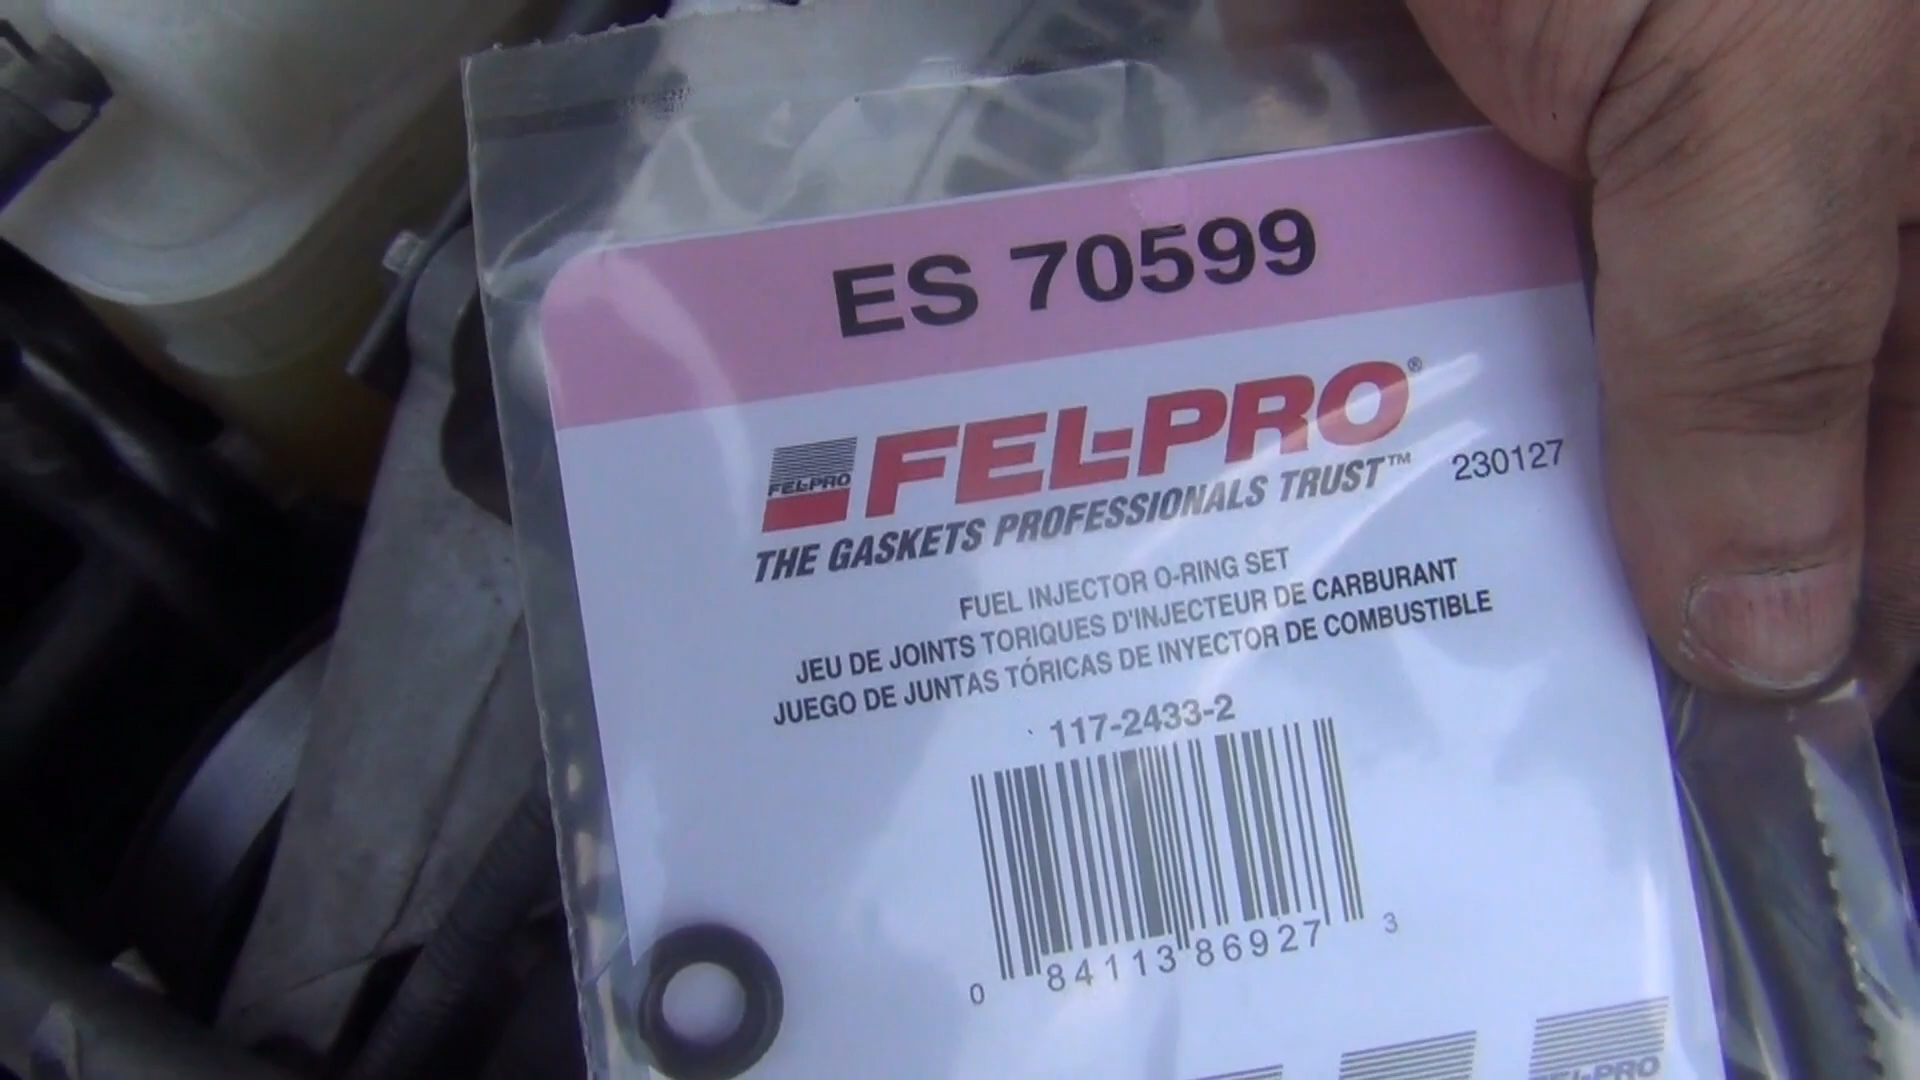 ES 70599
FEL-PRO®
FEL-PRO
THE GASKETS PROFESSIONALS TRUST™
230127
FUEL INJECTOR O-RING SET
JEU DE JOINTS TORIQUES D'INJECTEUR DE CARBURANT
JUEGO DE JUNTAS TÓRICAS DE INYECTOR DE COMBUSTIBLE
117-2433-2
0 84113 86927 3
FEL-PRO